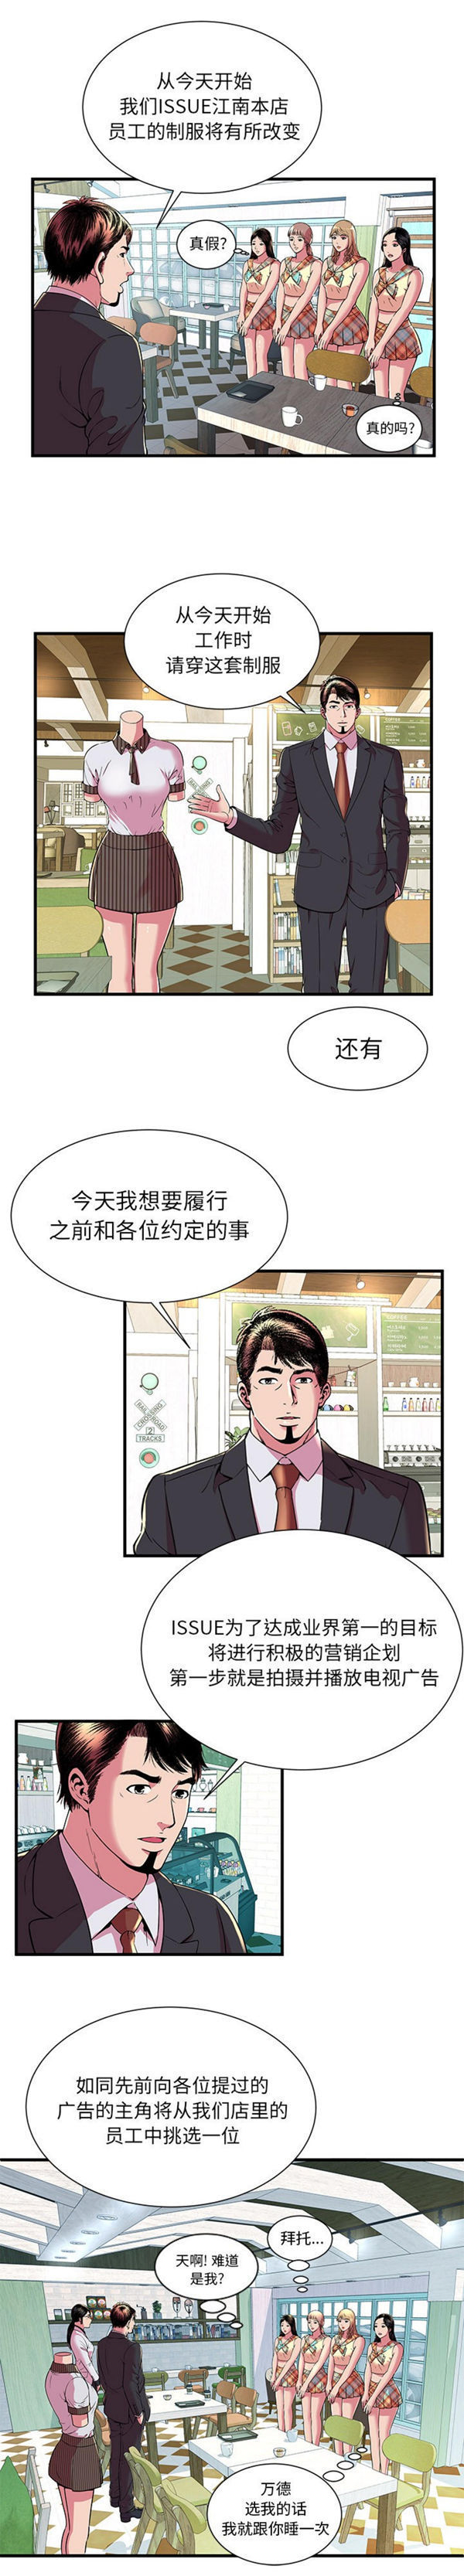 从今天开始
我们ISSUE江南本店
员工的制服将有所改变
真假?
真的吗?
从今天开始
工作时
请穿这套制服
还有
今天我想要履行
之前和各位约定的事
CROSSING
2
TRACKS
ISSUE为了达成业界第一的目标
将进行积极的营销企划
第一步就是拍摄并播放电视广告
如同先前向各位提过的
广告的主角将从我们店里的
员工中挑选一位
拜托...
天啊! 难道
是我?
万德
选我的话
我就跟你睡一次